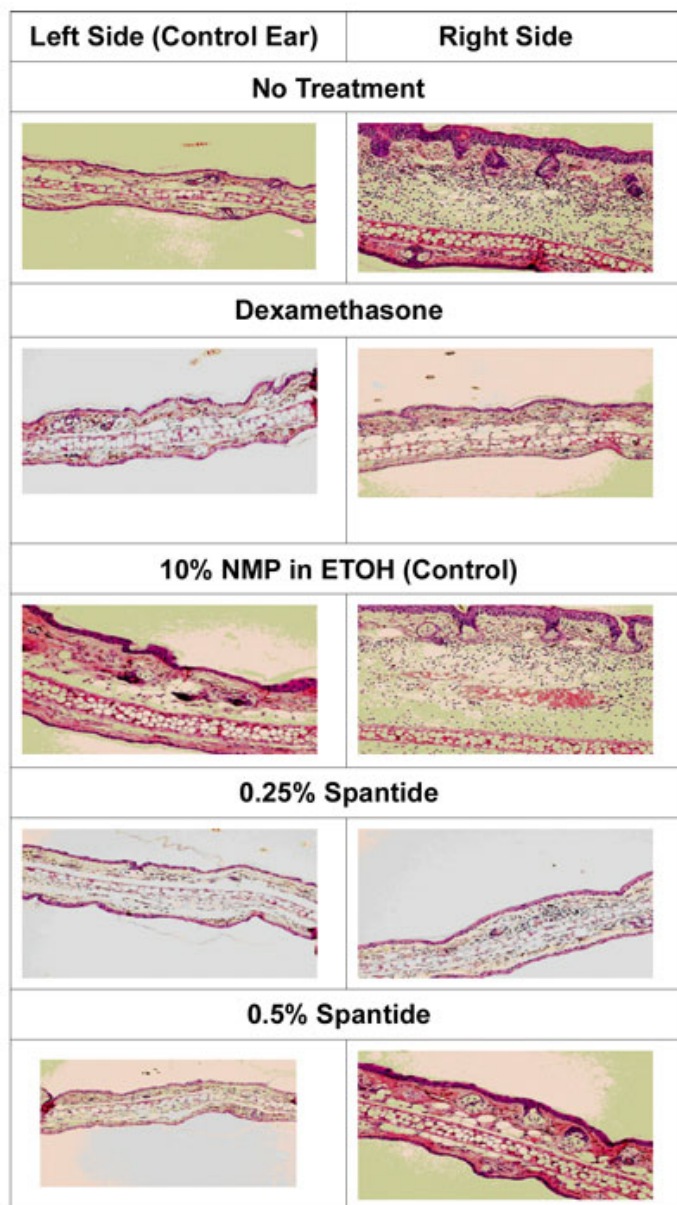 Left Side (Control Ear) Right Side
No Treatment
Dexamethasone
10% NMP in ETOH (Control)
0.25% Spantide
0.5% Spantide